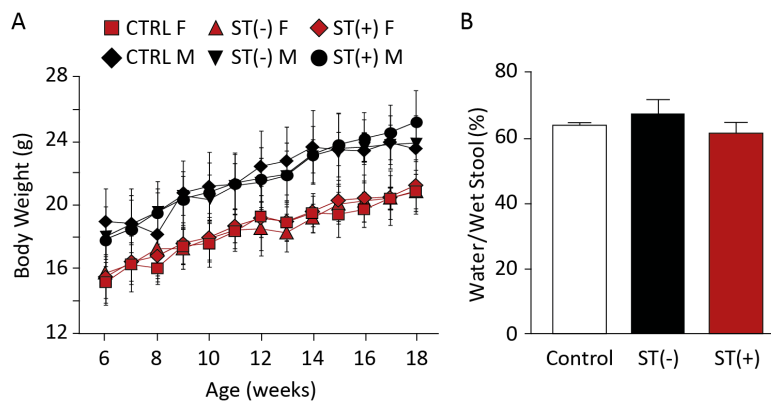 A
CTRL F ST(-) F ST(+) F
CTRL M ST(-) M ST(+) M
Body Weight (g)
28
24
20
16
12
6 8 10 12 14 16 18
Age (weeks)
B
Water/Wet Stool (%)
80
60
40
20
0
Control ST(-) ST(+)